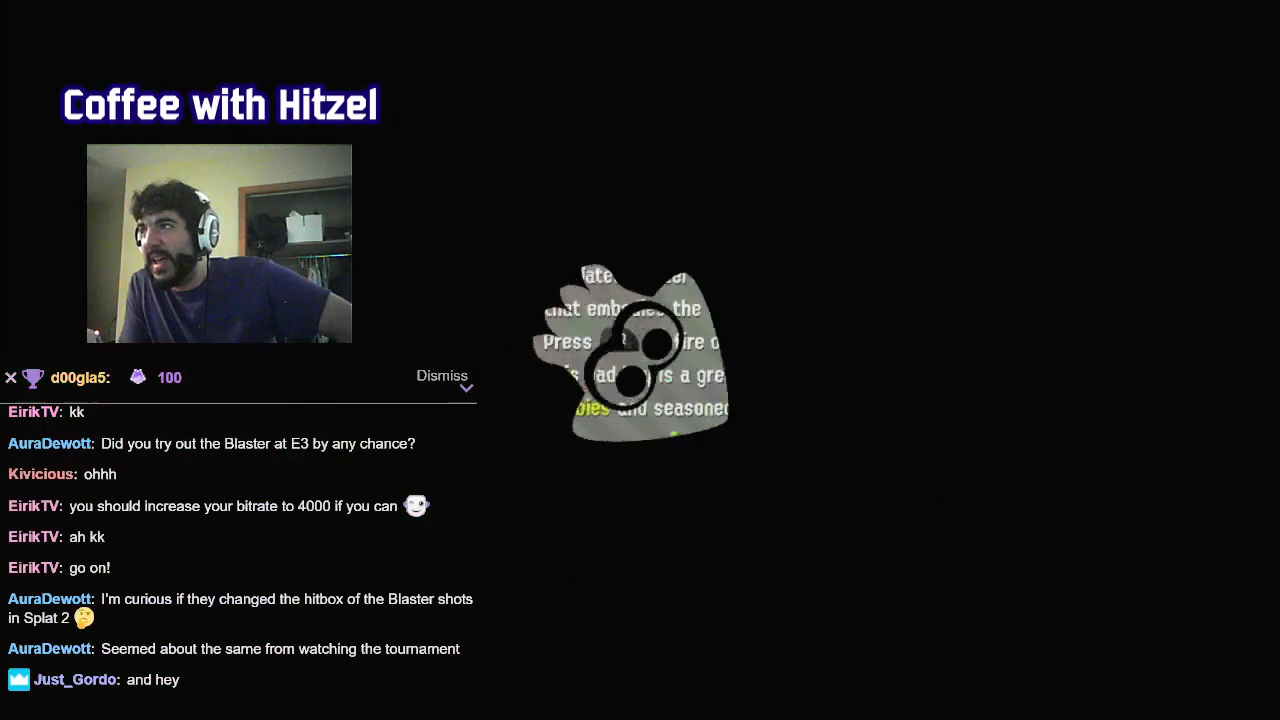 Coffee with Hitzel
d00gla5: 100
Dismiss
EirikTV: kk
AuraDewott: Did you try out the Blaster at E3 by any chance?
Kivicious: ohhh
EirikTV: you should increase your bitrate to 4000 if you can
EirikTV: ah kk
EirikTV: go on!
AuraDewott: I'm curious if they changed the hitbox of the Blaster shots
in Splat 2
AuraDewott: Seemed about the same from watching the tournament
Just_Gordo: and hey
that the
Press
is a
and seasoned